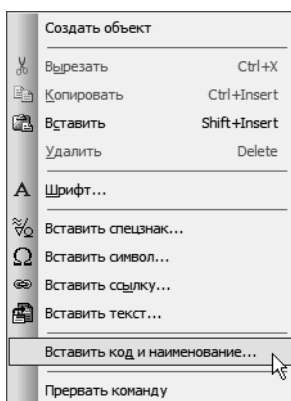 Создать объект
Вырезать Ctrl+X
Копировать Ctrl+Insert
Вставить Shift+Insert
Удалить Delete
Шрифт...
Вставить спецзнак...
Вставить символ...
Вставить ссылку...
Вставить текст...
Вставить код и наименование...
Прервать команду